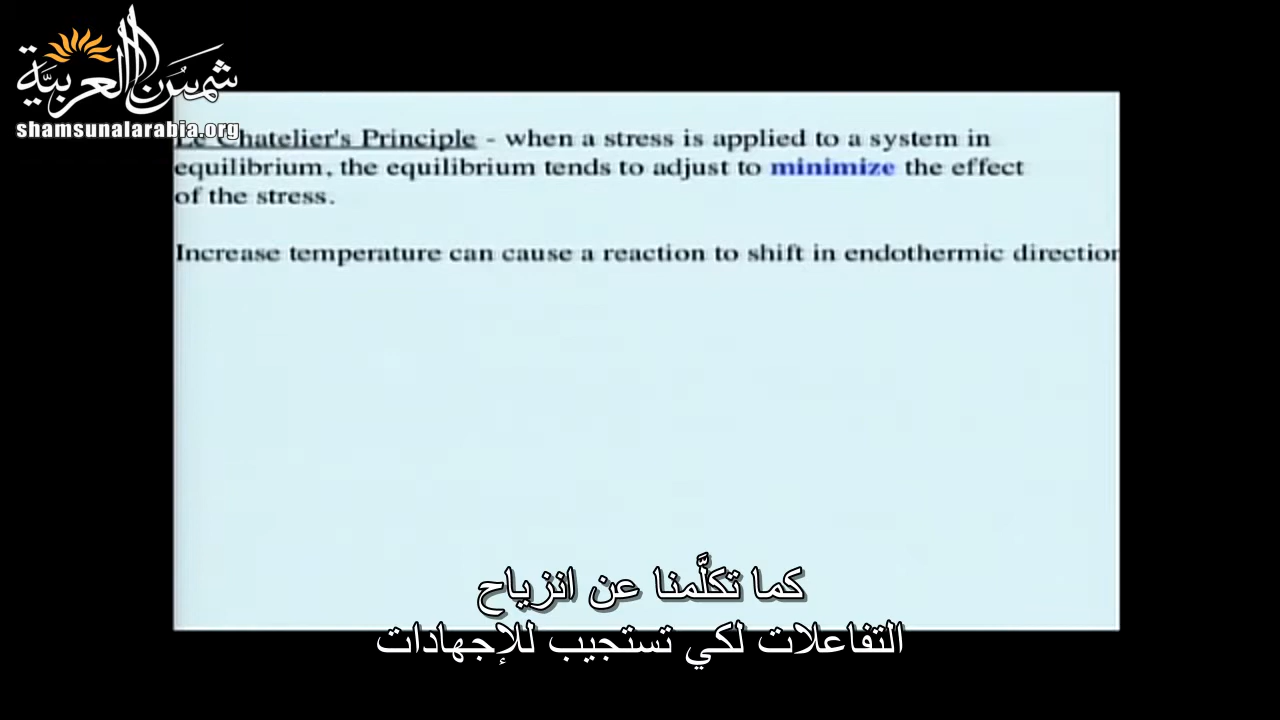 شمسُ العربيّة
shamsunalarabia.org
Le Chatelier's Principle - when a stress is applied to a system in
equilibrium, the equilibrium tends to adjust to minimize the effect
of the stress.
Increase temperature can cause a reaction to shift in endothermic direction
كما تكلَّمنا عن انزياح
التفاعلات لكي تستجيب للإجهادات